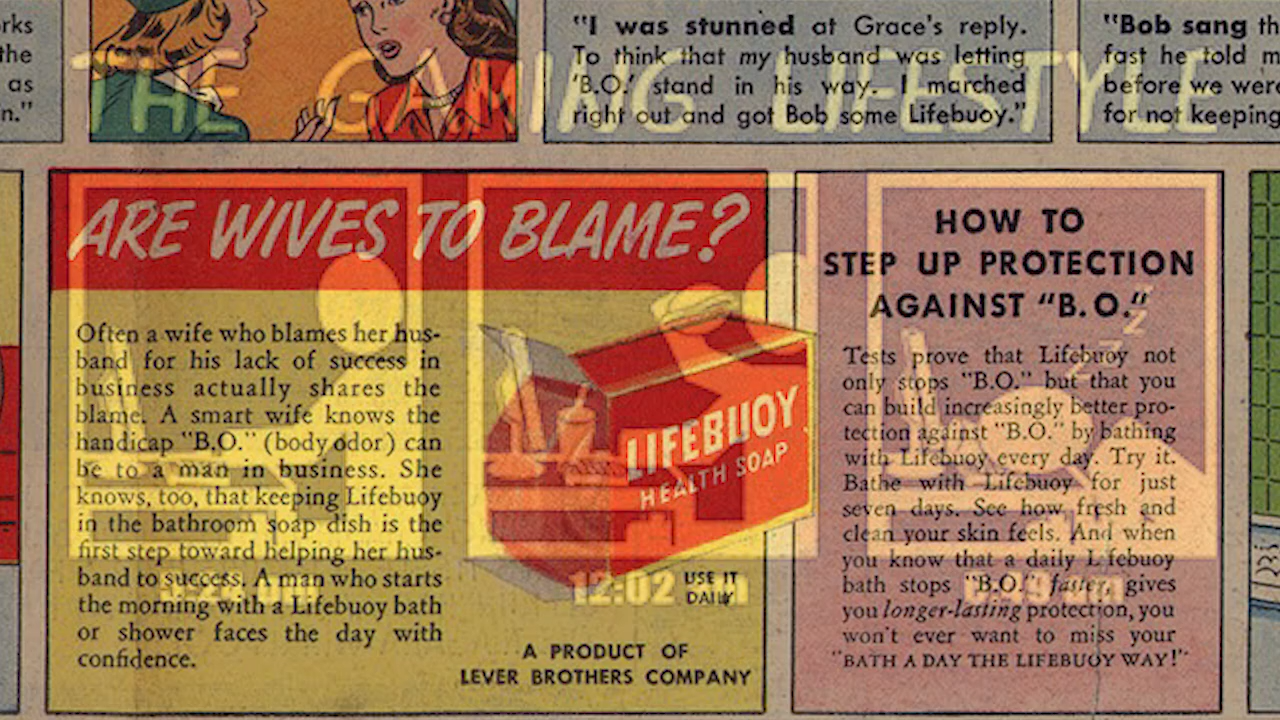 orks
the
as
n."
"I was stunned at Grace's reply.
To think that my husband was letting
'B.O.' stand in his way. I marched
right out and got Bob some Lifebuoy."
"Bob sang th
fast he told m
before we were
for not keeping
THE GAMING LIFESTYLE
ARE WIVES TO BLAME?
Often a wife who blames her hus-
band for his lack of success in
business actually shares the
blame. A smart wife knows the
handicap "B.O." (body odor) can
be to a man in business. She
knows, too, that keeping Lifebuoy
in the bathroom soap dish is the
first step toward helping her hus-
band to success. A man who starts
the morning with a Lifebuoy bath
or shower faces the day with
confidence.
LIFEBUOY
HEALTH SOAP
USE IT
DAILY
12:02
A PRODUCT OF
LEVER BROTHERS COMPANY
HOW TO
STEP UP PROTECTION
AGAINST "B.O."
Z
Z
Z
Tests prove that Lifebuoy not
only stops "B.O." but that you
can build increasingly better pro-
tection against "B.O." by bathing
with Lifebuoy every day. Try it.
Bathe with Lifebuoy for just
seven days. See how fresh and
clean your skin feels. And when
you know that a daily L febuoy
bath stops "B.O." faster, gives
you longer-lasting protection, you
won't ever want to miss your
"BATH A DAY THE LIFEBUOY WAY!"